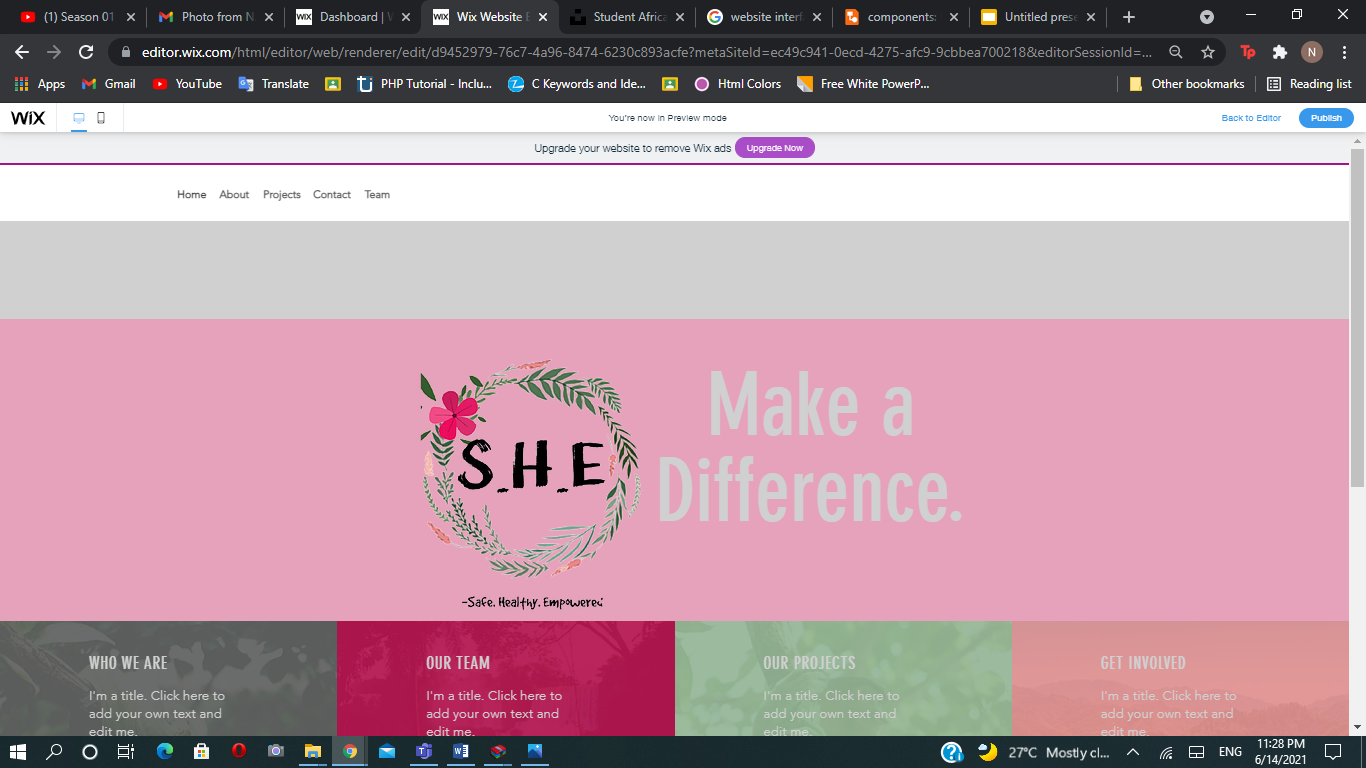 (1) Season 01
Photo from N
Dashboard | W
Wix Website E
Student Africa
website interf
components:
Untitled prese
editor.wix.com/html/editor/web/renderer/edit/d9452979-76c7-4a96-8474-6230c893acfe?metaSiteId=ec49c941-0ecd-4275-afc9-9cbbea700218&editorSessionId=...
Tp
N
Apps
Gmail
YouTube
Translate
PHP Tutorial - Inclu...
C Keywords and Ide...
Html Colors
Free White PowerP...
Other bookmarks
Reading list
WIX
You're now in Preview mode
Back to Editor
Publish
Upgrade your website to remove Wix ads
Upgrade Now
Home
About
Projects
Contact
Team
S_H_E
-Safe. Healthy. Empowered
Make a
Difference.
WHO WE ARE
I'm a title. Click here to
add your own text and
edit me.
OUR TEAM
I'm a title. Click here to
add your own text and
edit me.
OUR PROJECTS
I'm a title. Click here to
add your own text and
edit me.
GET INVOLVED
I'm a title. Click here to
add your own text and
edit me.
27°C Mostly cl...
ENG
11:28 PM
6/14/2021